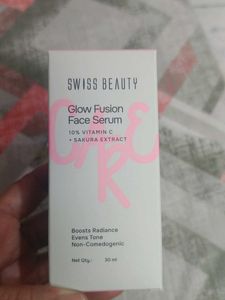 SWISS BEAUTY
Glow Fusion
Face Serum
10% VITAMIN C
+ SAKURA EXTRACT
CARE
Boosts Radiance
Evens Tone
Non-Comedogenic
Net Qty.: 30 ml